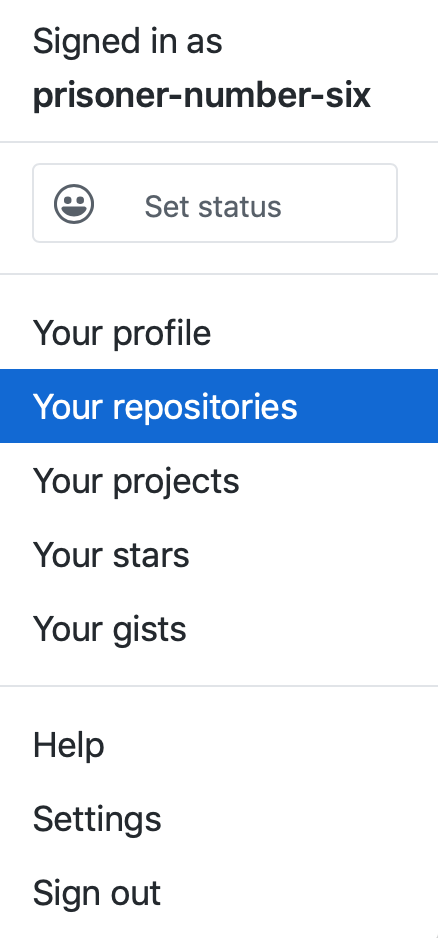 Signed in as
prisoner-number-six
Set status
Your profile
Your repositories
Your projects
Your stars
Your gists
Help
Settings
Sign out